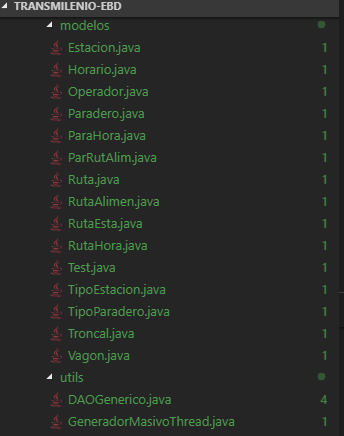 TRANSMILENIO-EBD
modelos
Estacion.java 1
Horario.java 1
Operador.java 1
Paradero.java 1
ParaHora.java 1
ParRutAlim.java 1
Ruta.java 1
RutaAlimen.java 1
RutaEsta.java 1
RutaHora.java 1
Test.java 1
TipoEstacion.java 1
TipoParadero.java 1
Troncal.java 1
Vagon.java 1
utils
DAOGenerico.java 4
GeneradorMasivoThread.java 1